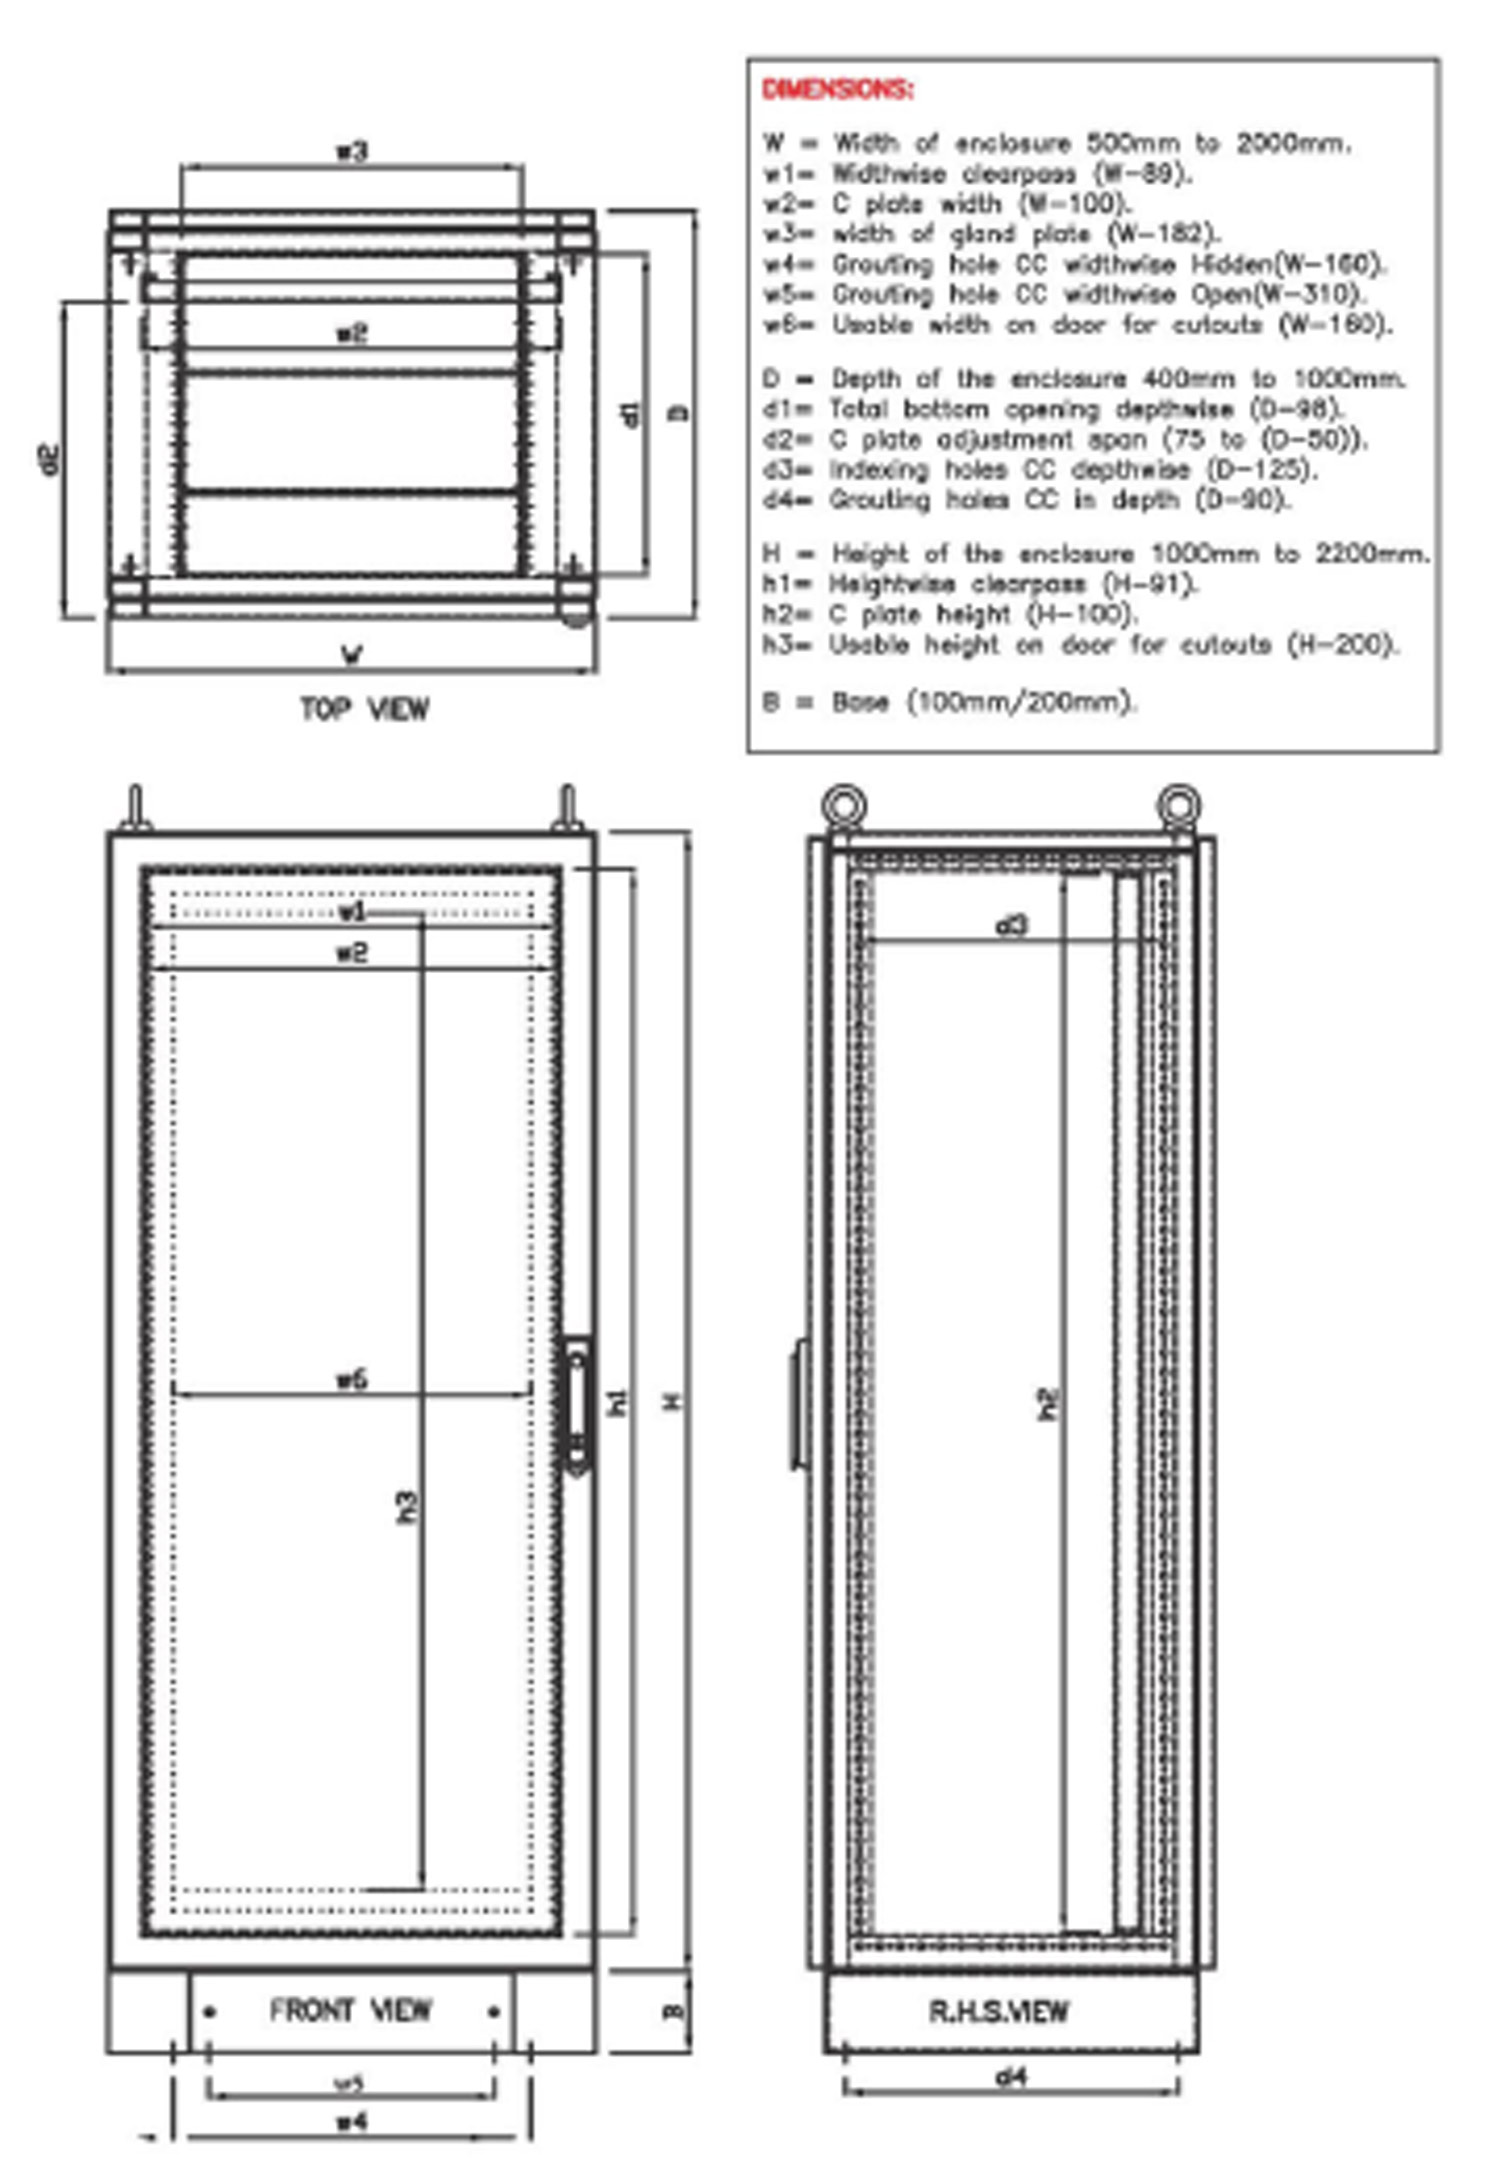 DIMENSIONS:
W = Width of enclosure 500mm to 2000mm.
w1= Widthwise clearpass (W-89).
w2= C plate width (W-100).
w3= width of gland plate (W-182).
w4= Grouting hole CC widthwise Hidden(W-160).
w5= Grouting hole CC widthwise Open(W-310).
w6= Usable width on door for cutouts (W-160).
D = Depth of the enclosure 400mm to 1000mm.
d1= Total bottom opening depthwise (D-98).
d2= C plate adjustment span (75 to (D-50)).
d3= Indexing holes CC depthwise (D-125).
d4= Grouting holes CC in depth (D-90).
H = Height of the enclosure 1000mm to 2200mm.
h1= Heightwise clearpass (H-91).
h2= C plate height (H-100).
h3= Usable height on door for cutouts (H-200).
B = Base (100mm/200mm).
w3
w2
d1
D
d2
W
TOP VIEW
w1
w2
w6
h3
h1
H
B
FRONT VIEW
w5
w4
d3
h2
R.H.S.VIEW
d4